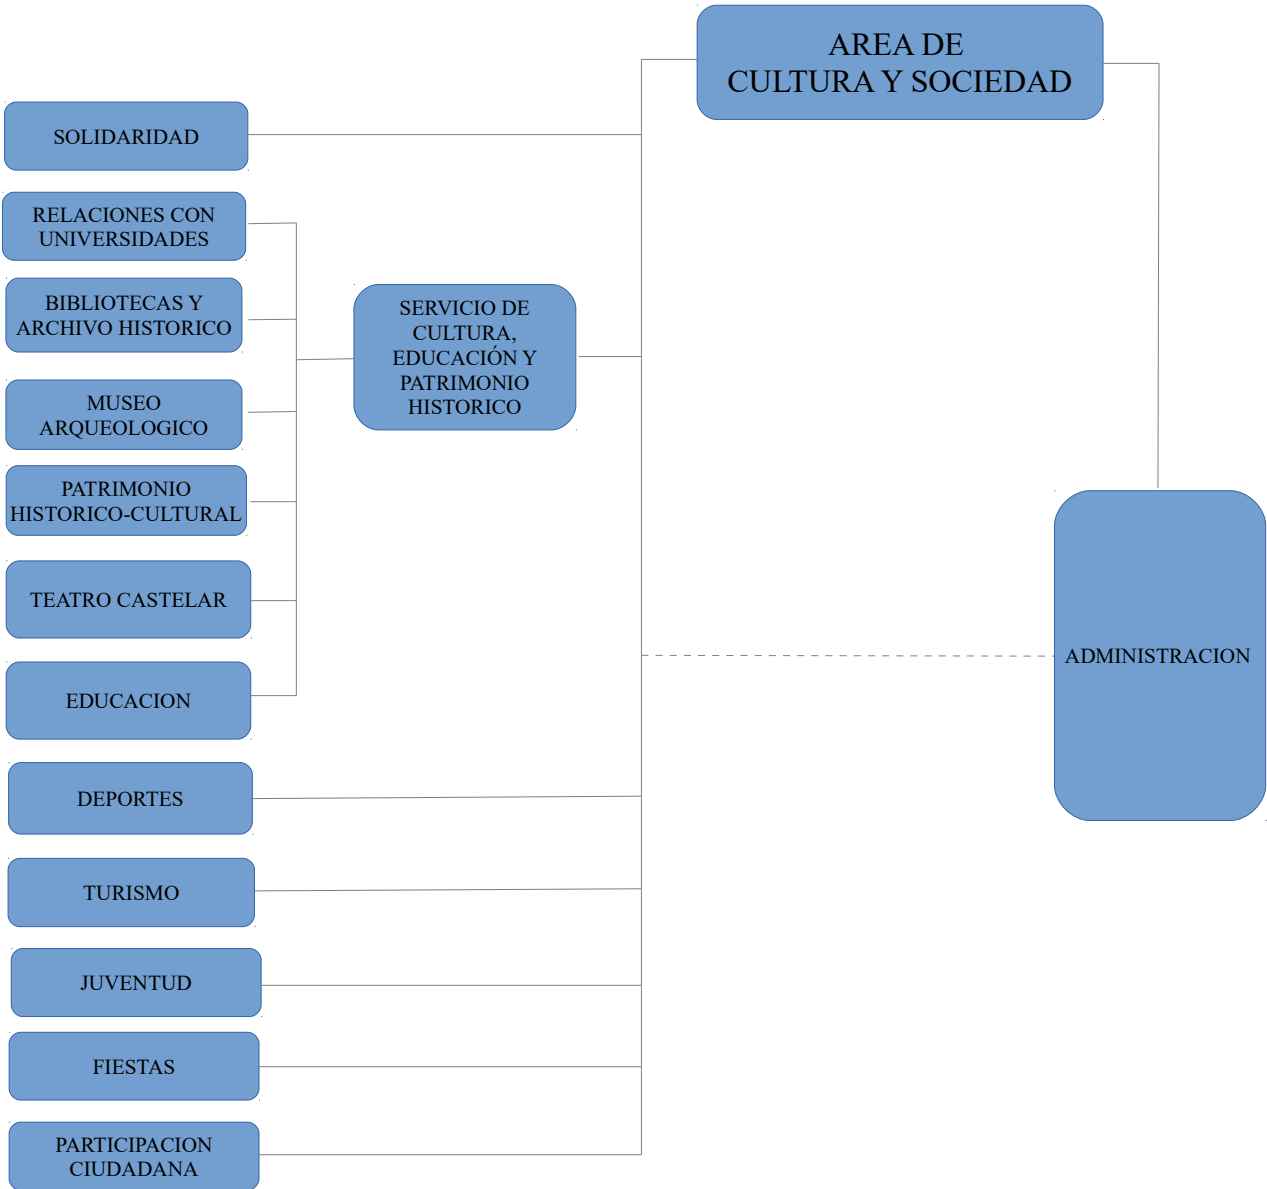 AREA DE
CULTURA Y SOCIEDAD
SOLIDARIDAD
RELACIONES CON
UNIVERSIDADES
BIBLIOTECAS Y
ARCHIVO HISTORICO
SERVICIO DE
CULTURA,
EDUCACIÓN Y
PATRIMONIO
HISTORICO
MUSEO
ARQUEOLOGICO
PATRIMONIO
HISTORICO-CULTURAL
TEATRO CASTELAR
EDUCACION
ADMINISTRACION
DEPORTES
TURISMO
JUVENTUD
FIESTAS
PARTICIPACION
CIUDADANA